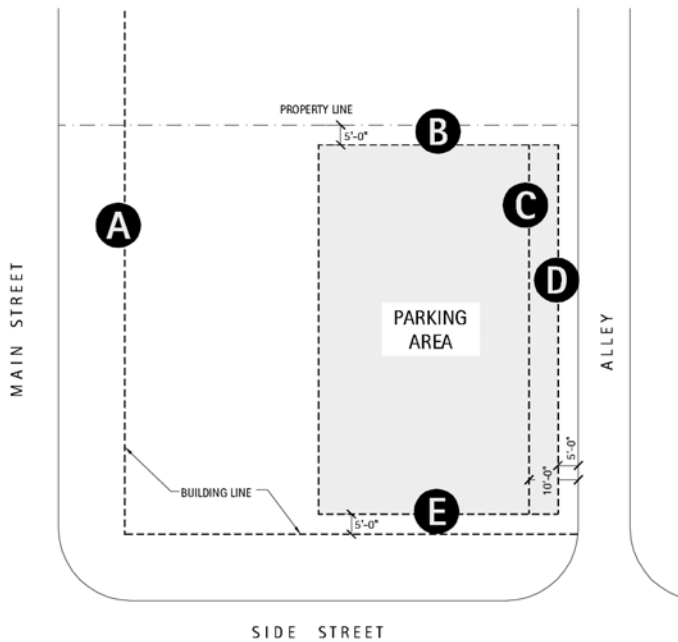 PROPERTY LINE
5'-0"
B
C
A
D
MAIN STREET
PARKING
AREA
ALLEY
5'-0"
10'-0"
BUILDING LINE
E
5'-0"
SIDE STREET